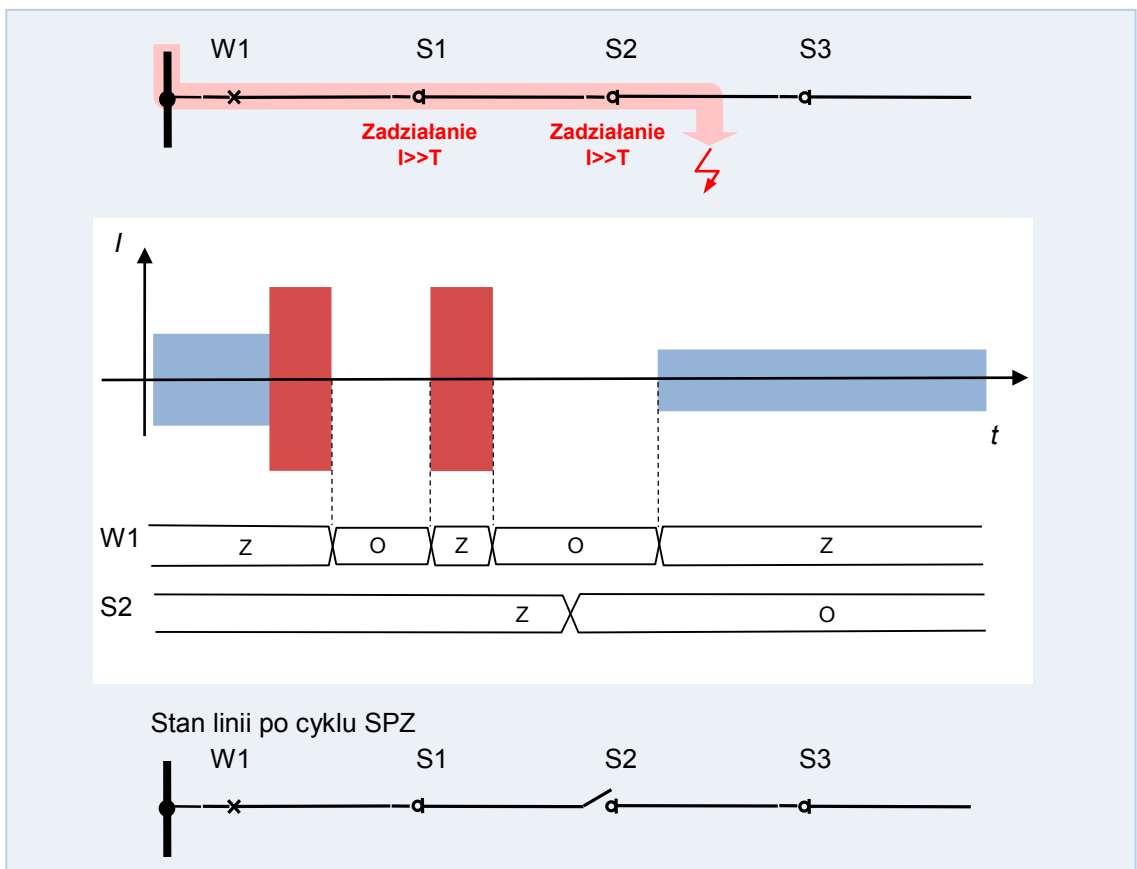 W1 S1 S2 S3
Zadziałanie Zadziałanie
I>>T I>>T
I
t
W1 Z O Z O Z
S2 Z O
Stan linii po cyklu SPZ
W1 S1 S2 S3